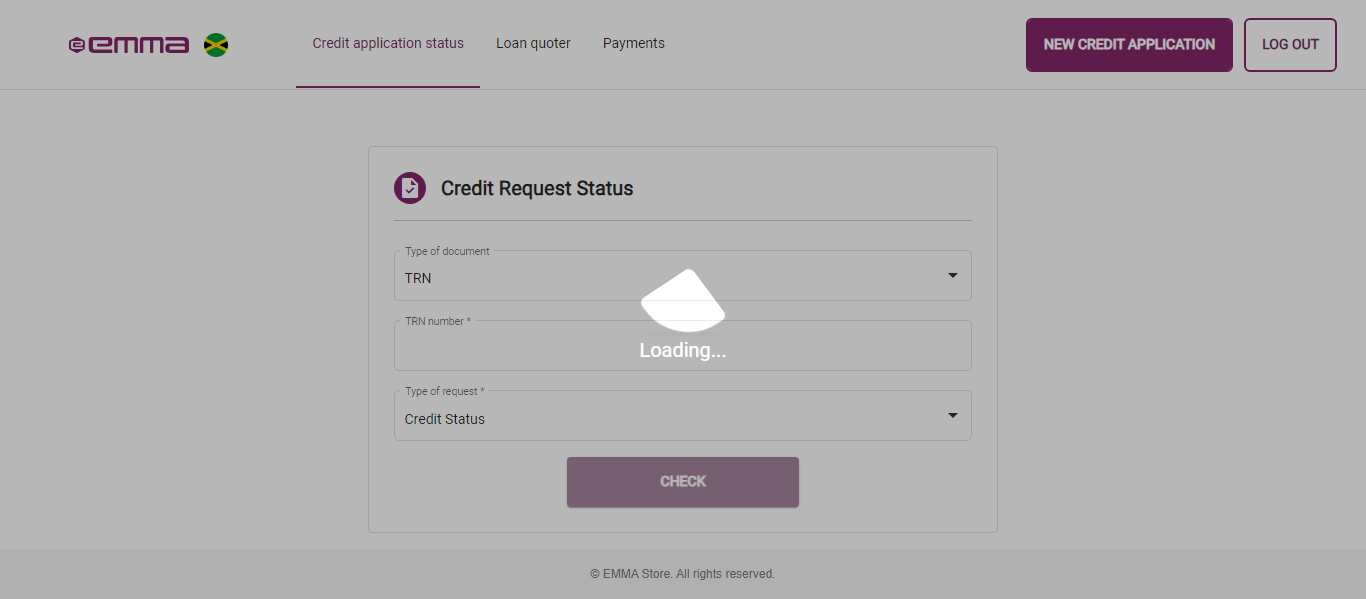 emma
Credit application status
Loan quoter
Payments
NEW CREDIT APPLICATION
LOG OUT
Credit Request Status
Type of document
TRN
TRN number *
Loading...
Type of request *
Credit Status
CHECK
© EMMA Store. All rights reserved.